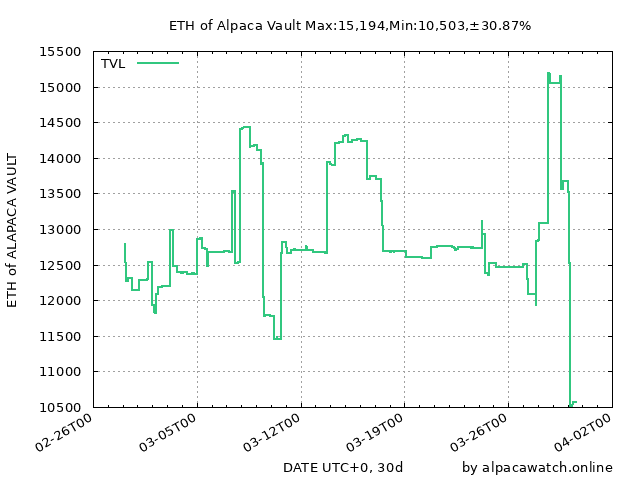 ETH of Alpaca Vault Max:15,194,Min:10,503,±30.87%
TVL
ETH of ALAPACA VAULT
15500
15000
14500
14000
13500
13000
12500
12000
11500
11000
10500
02-26T00
03-05T00
03-12T00
03-19T00
03-26T00
04-02T00
DATE UTC+0, 30d
by alpacawatch.online